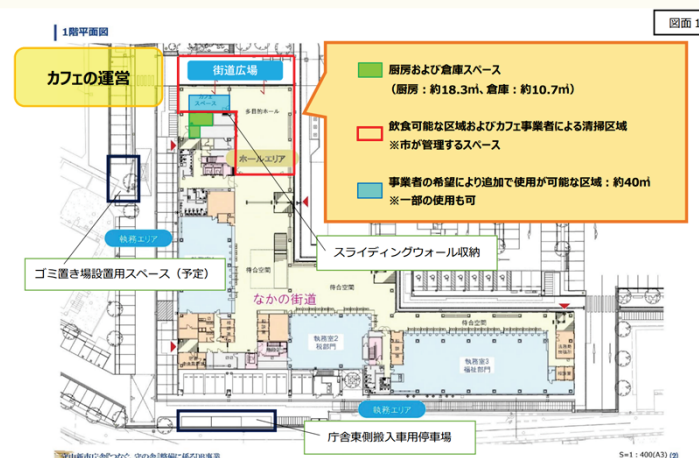 図面 1
1階平面図
カフェの運営
街道広場
厨房および倉庫スペース
(厨房:約18.3㎡、倉庫:約10.7㎡)
カフェ
スペース
多目的ホール
飲食可能な区域およびカフェ事業者による清掃区域
※市が管理するスペース
ホールエリア
事業者の希望により追加で使用が可能な区域:約40㎡
※一部の使用も可
執務エリア
スライディングウォール収納
ゴミ置き場設置用スペース(予定)
待合空間
待合空間
なかの街道
待合空間
執務室2
税部門
執務室3
福祉部門
執務エリア
庁舎東側搬入車用停車場
S=1:400(A3)